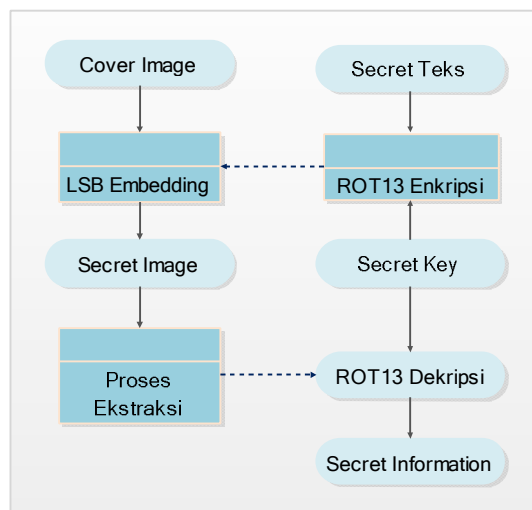 Cover Image
Secret Teks
LSB Embedding
ROT13 Enkripsi
Secret Image
Secret Key
Proses
Ekstraksi
ROT13 Dekripsi
Secret Information